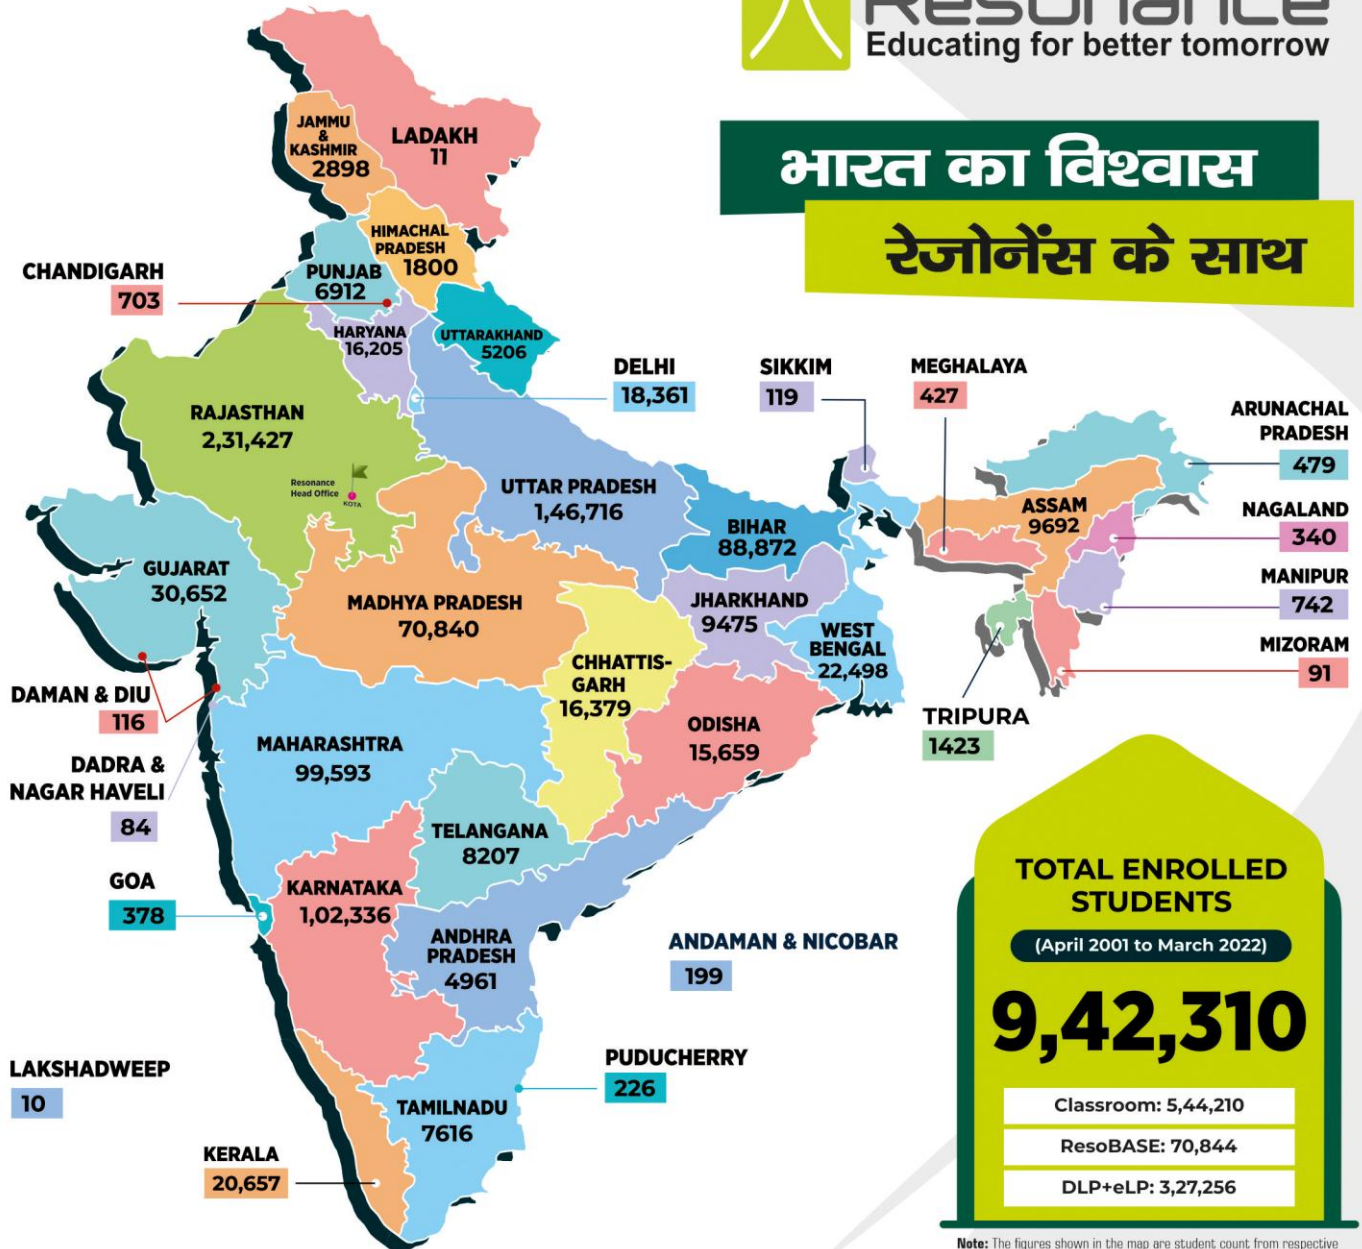 Resonance
Educating for better tomorrow
भारत का विश्वास
रेजोनेंस के साथ
JAMMU
&
KASHMIR
2898
LADAKH
11
HIMACHAL
PRADESH
1800
PUNJAB
6912
CHANDIGARH
703
HARYANA
16,205
UTTARAKHAND
5206
DELHI
18,361
SIKKIM
119
MEGHALAYA
427
ARUNACHAL
PRADESH
479
RAJASTHAN
2,31,427
Resonance
Head Office
KOTA
UTTAR PRADESH
1,46,716
BIHAR
88,872
ASSAM
9692
NAGALAND
340
GUJARAT
30,652
MADHYA PRADESH
70,840
JHARKHAND
9475
WEST
BENGAL
22,498
MANIPUR
742
MIZORAM
91
CHHATTIS-
GARH
16,379
DAMAN & DIU
116
TRIPURA
1423
ODISHA
15,659
MAHARASHTRA
99,593
DADRA &
NAGAR HAVELI
84
TELANGANA
8207
GOA
378
KARNATAKA
1,02,336
ANDHRA
PRADESH
4961
ANDAMAN & NICOBAR
199
LAKSHADWEEP
10
PUDUCHERRY
226
TAMILNADU
7616
KERALA
20,657
TOTAL ENROLLED
STUDENTS
(April 2001 to March 2022)
9,42,310
Classroom: 5,44,210
ResoBASE: 70,844
DLP+eLP: 3,27,256
Note: The figures shown in the map are student count from respective